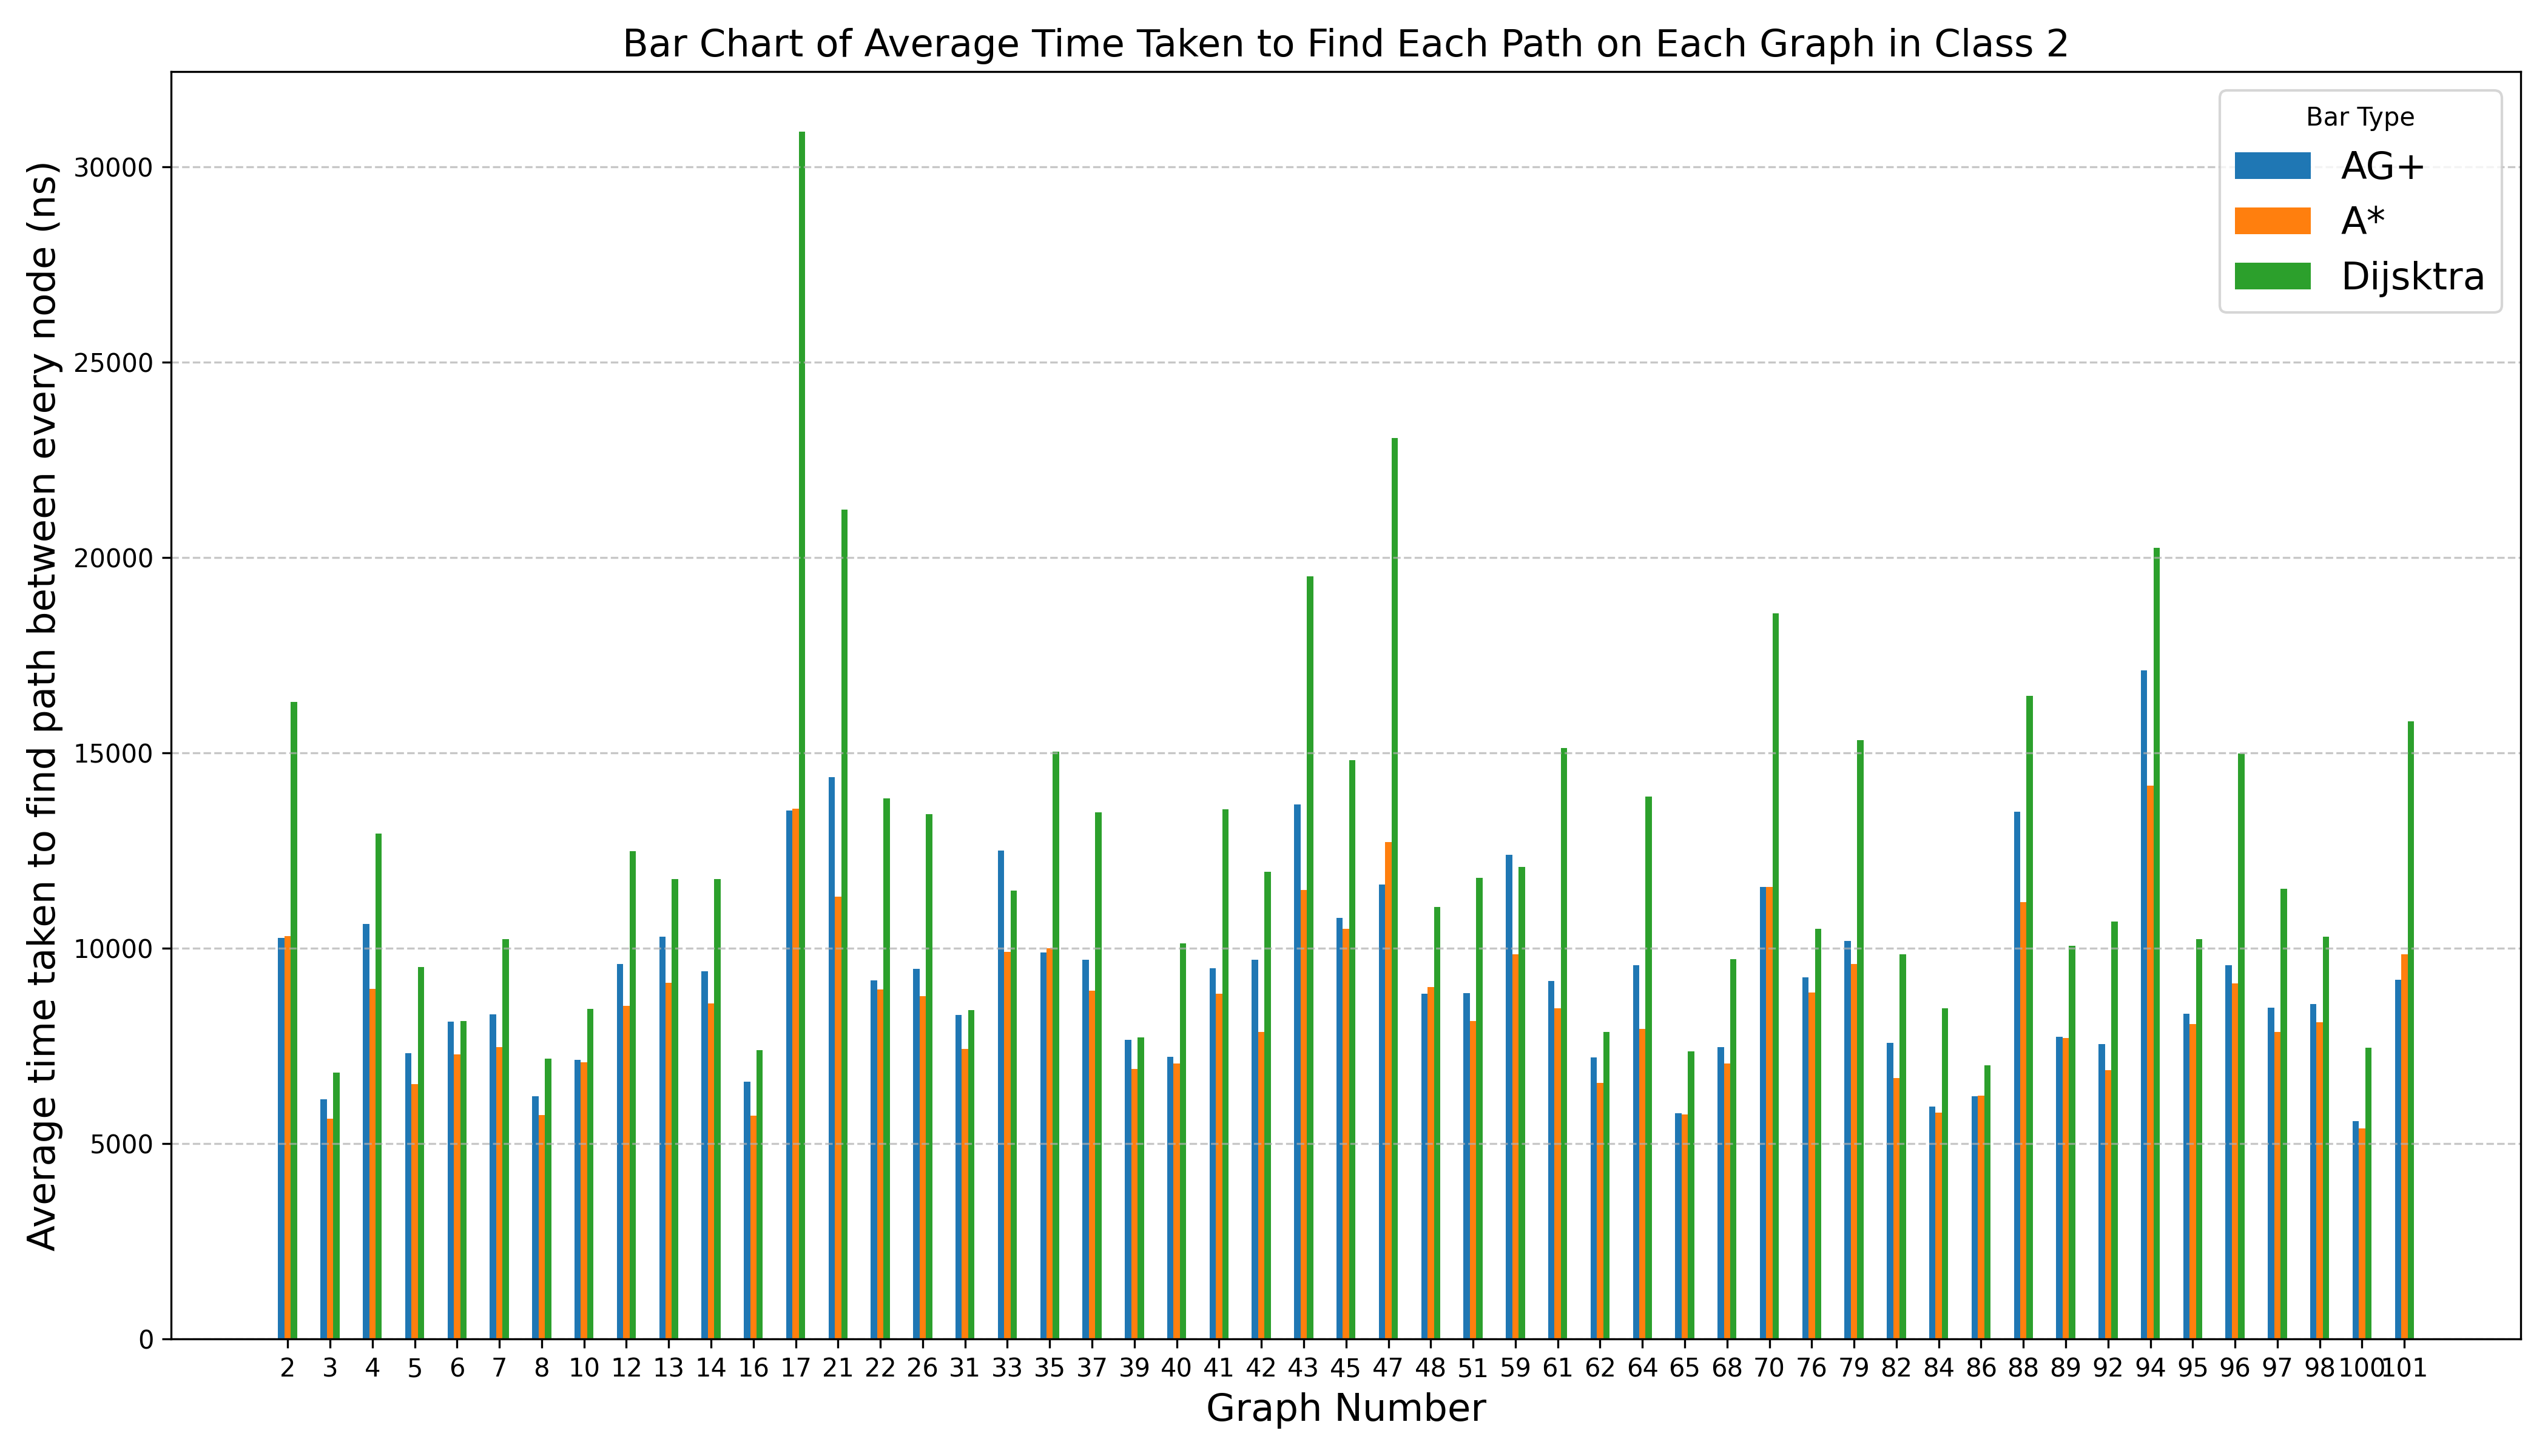 Bar Chart of Average Time Taken to Find Each Path on Each Graph in Class 2
Average time taken to find path between every node (ns)
30000
25000
20000
15000
10000
5000
0
Bar Type
AG+
A*
Dijsktra
2 3 4 5 6 7 8 10 12 13 14 16 17 21 22 26 31 33 35 37 39 40 41 42 43 45 47 48 51 59 61 62 64 65 68 70 76 79 82 84 86 88 89 92 94 95 96 97 98 100 101
Graph Number